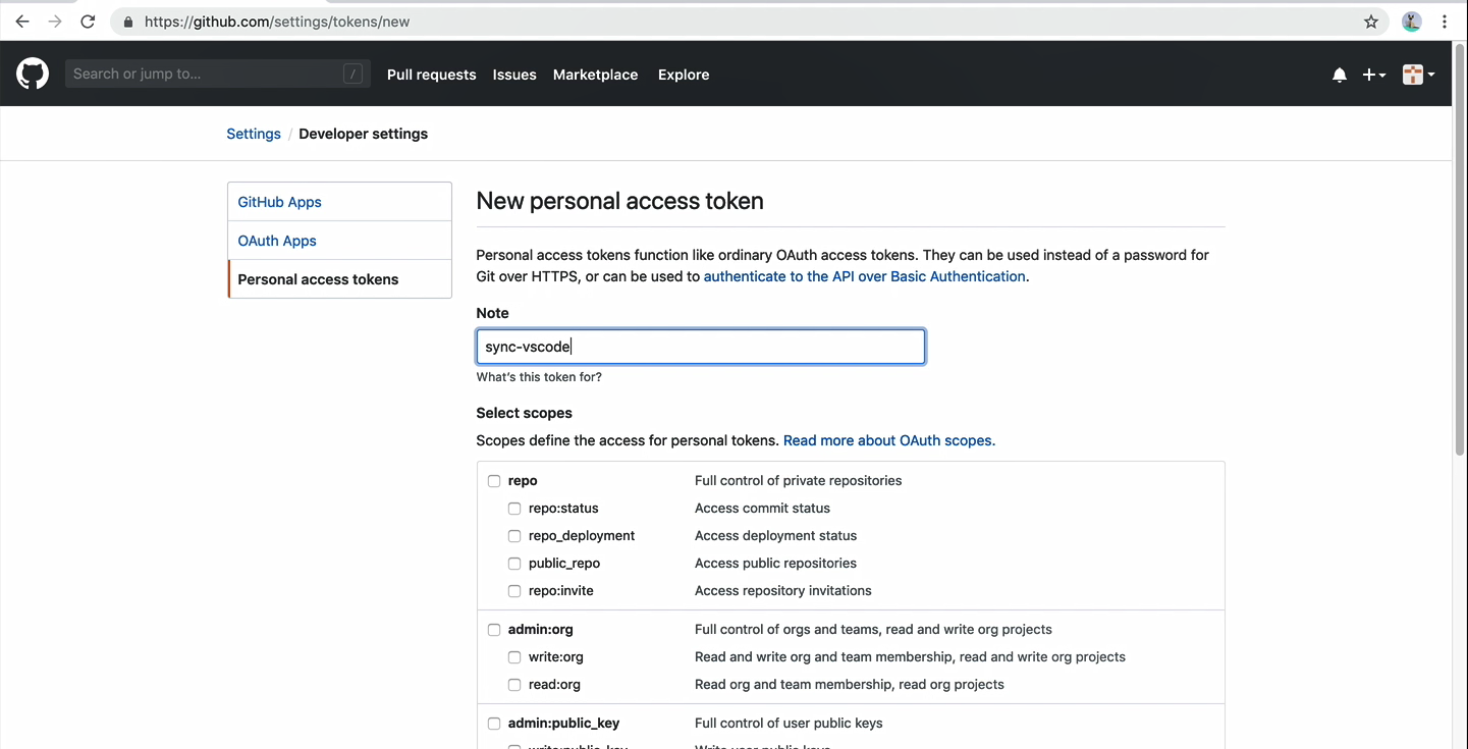 https://github.com/settings/tokens/new
Search or jump to... /
Pull requests Issues Marketplace Explore
Settings / Developer settings
GitHub Apps
OAuth Apps
Personal access tokens
New personal access token
Personal access tokens function like ordinary OAuth access tokens. They can be used instead of a password for
Git over HTTPS, or can be used to authenticate to the API over Basic Authentication.
Note
sync-vscode
What's this token for?
Select scopes
Scopes define the access for personal tokens. Read more about OAuth scopes.
repo Full control of private repositories
repo:status Access commit status
repo_deployment Access deployment status
public_repo Access public repositories
repo:invite Access repository invitations
admin:org Full control of orgs and teams, read and write org projects
write:org Read and write org and team membership, read and write org projects
read:org Read org and team membership, read org projects
admin:public_key Full control of user public keys
write:public_key Write user public keys